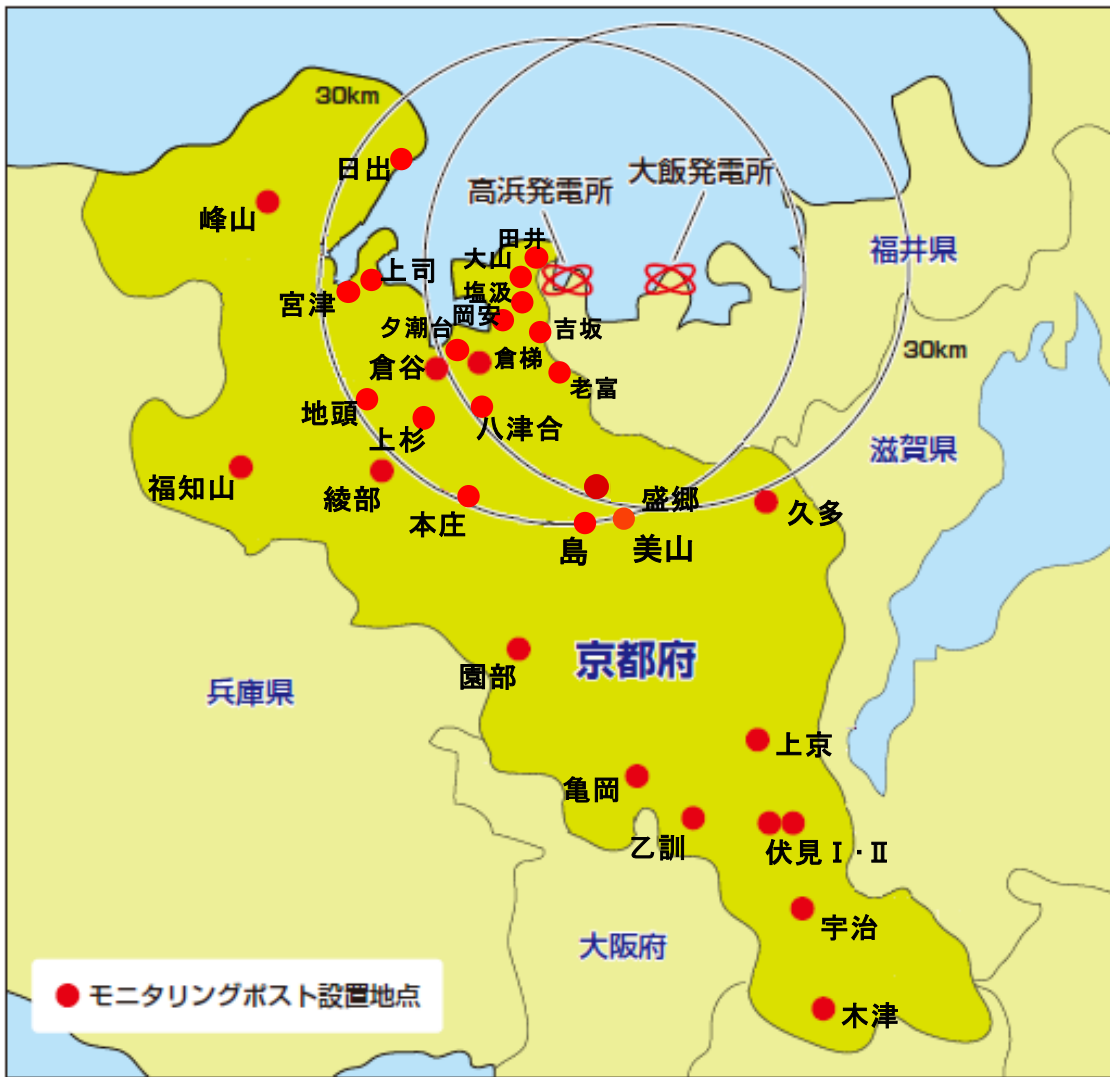 30km
日出
峰山
高浜発電所
大飯発電所
福井県
田井
大山
上司
塩汲
宮津
岡安
夕潮台
吉坂
30km
倉谷
倉梯
老富
地頭
上杉
八津合
滋賀県
福知山
綾部
本庄
盛郷
久多
島
美山
園部
京都府
兵庫県
上京
亀岡
乙訓
伏見Ⅰ・Ⅱ
宇治
大阪府
モニタリングポスト設置地点
木津